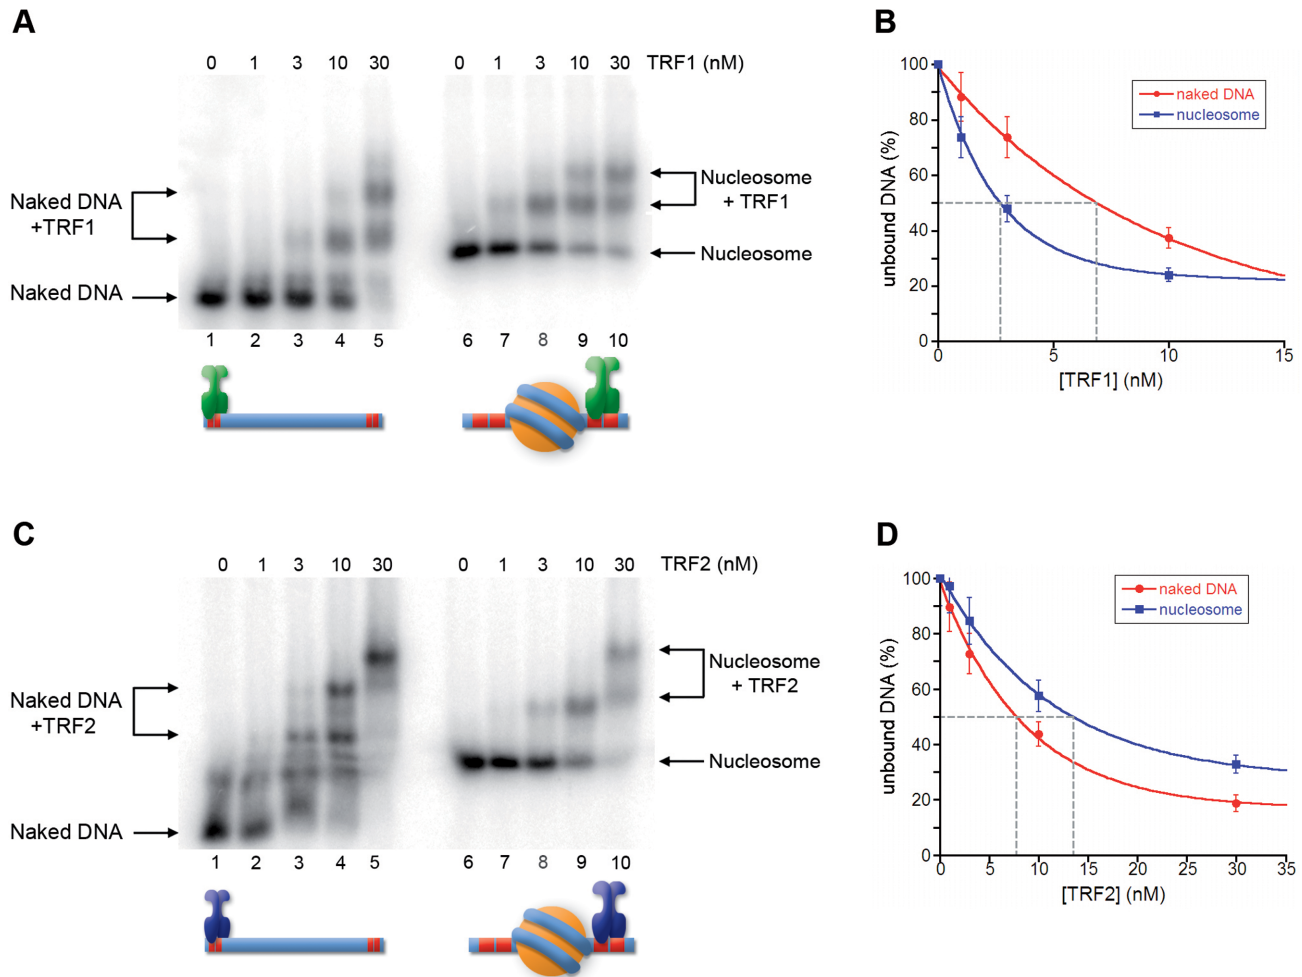 A
0 1 3 10 30
0 1 3 10 30 TRF1 (nM)
Naked DNA
+TRF1
Naked DNA
Nucleosome
+ TRF1
Nucleosome
1 2 3 4 5
6 7 8 9 10
B
100
80
60
40
20
0
unbound DNA (%)
naked DNA
nucleosome
0 5 10 15
[TRF1] (nM)
C
0 1 3 10 30
0 1 3 10 30 TRF2 (nM)
Naked DNA
+TRF2
Naked DNA
Nucleosome
+ TRF2
Nucleosome
1 2 3 4 5
6 7 8 9 10
D
100
80
60
40
20
0
unbound DNA (%)
naked DNA
nucleosome
0 5 10 15 20 25 30 35
[TRF2] (nM)